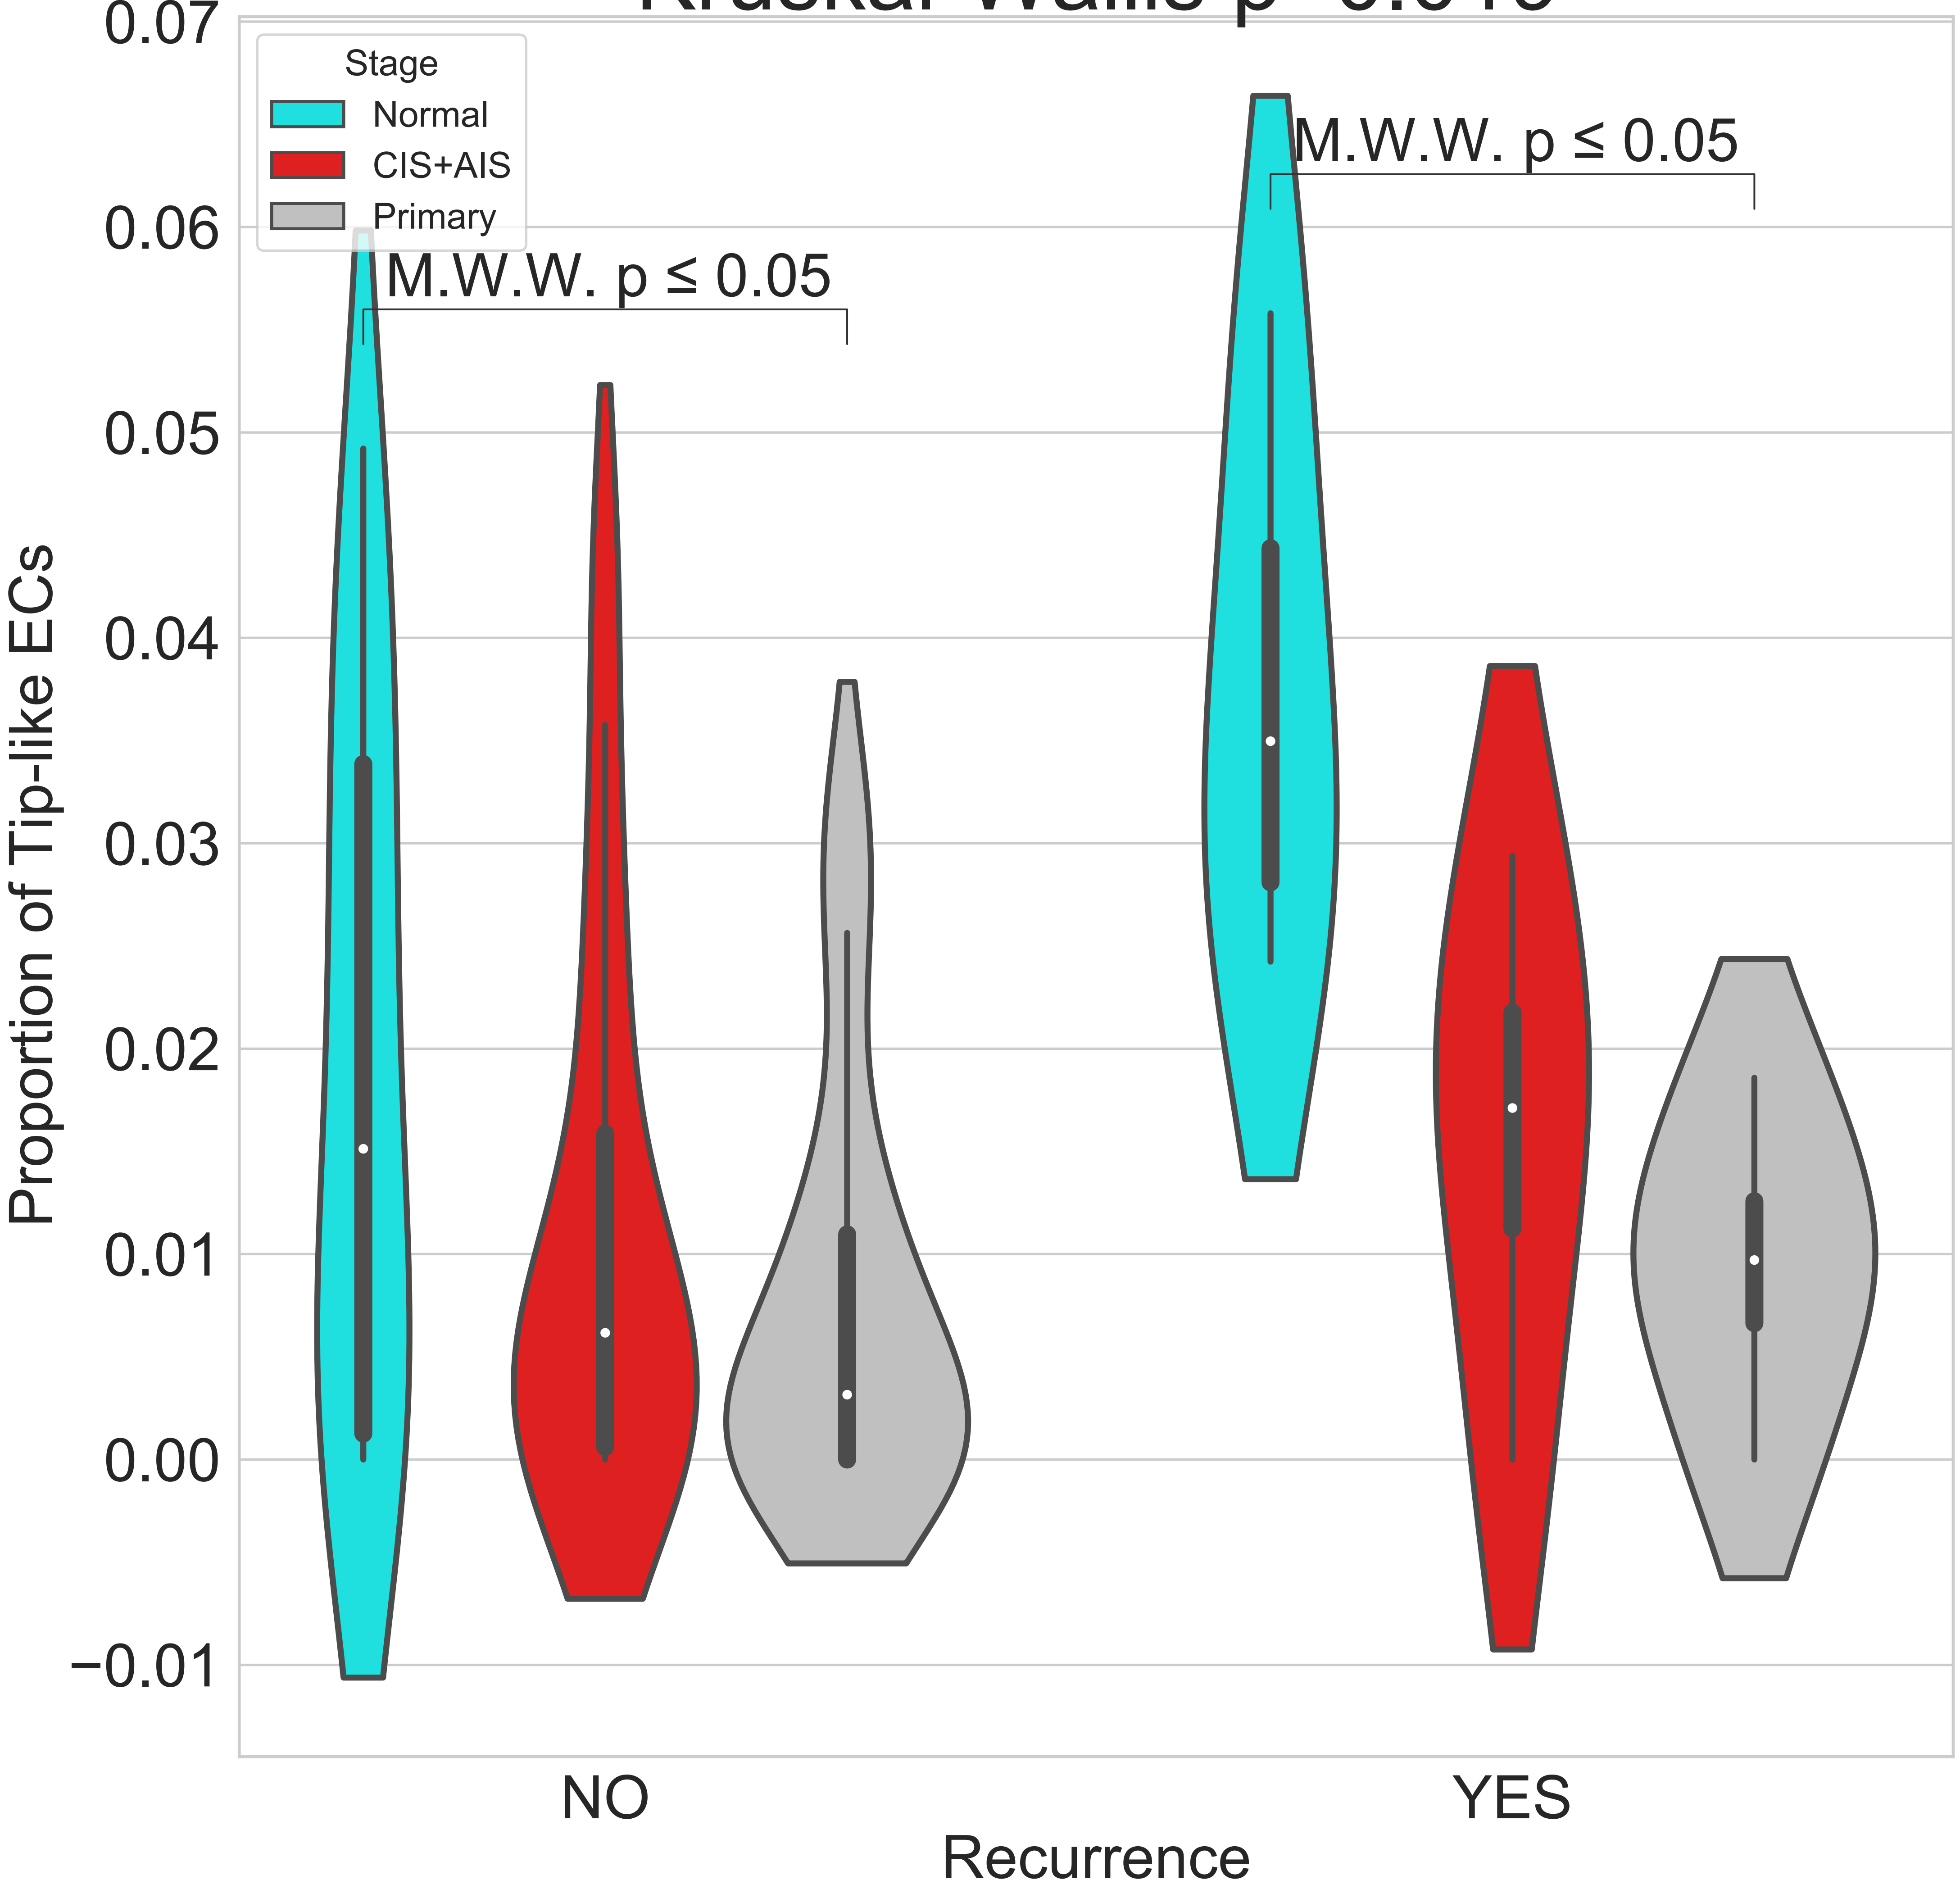 0.07
0.06
0.05
0.04
0.03
0.02
0.01
0.00
−0.01
Proportion of Tip-like ECs
Stage
Normal
CIS+AIS
Primary
M.W.W. p ≤ 0.05
M.W.W. p ≤ 0.05
NO
YES
Recurrence